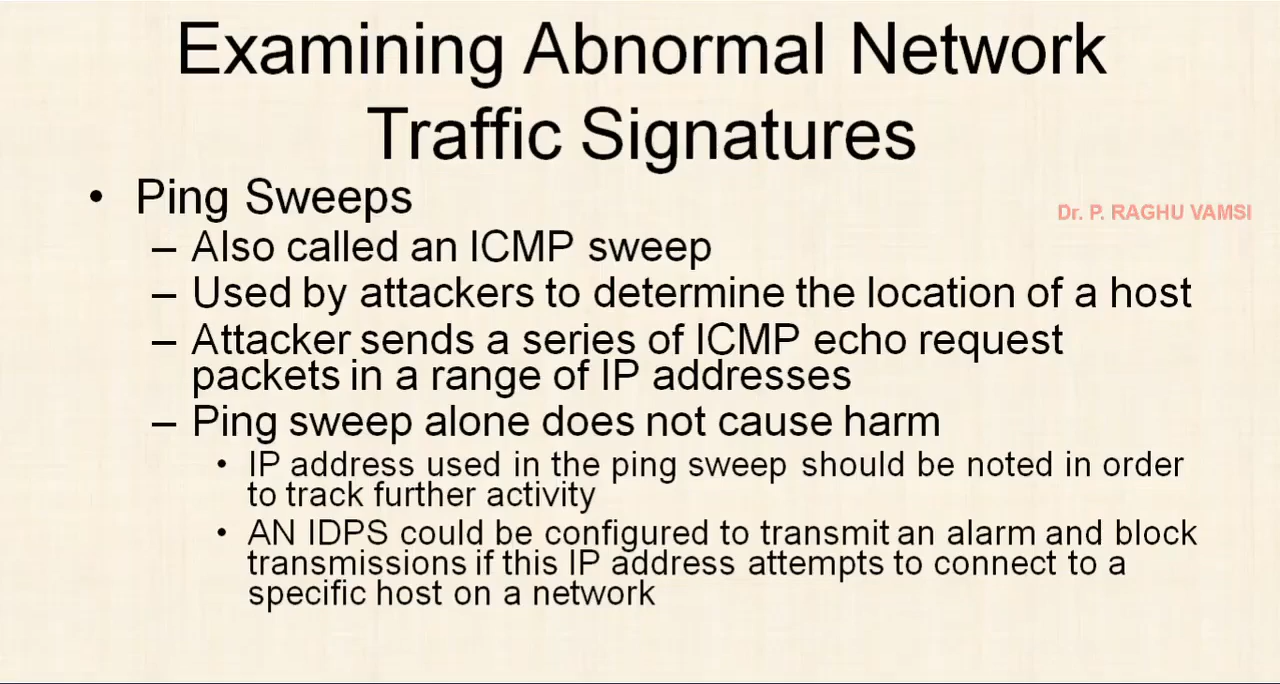 Examining Abnormal Network
Traffic Signatures
• Ping Sweeps
Dr. P. RAGHU VAMSI
– Also called an ICMP sweep
– Used by attackers to determine the location of a host
– Attacker sends a series of ICMP echo request
packets in a range of IP addresses
– Ping sweep alone does not cause harm
• IP address used in the ping sweep should be noted in order
to track further activity
• AN IDPS could be configured to transmit an alarm and block
transmissions if this IP address attempts to connect to a
specific host on a network